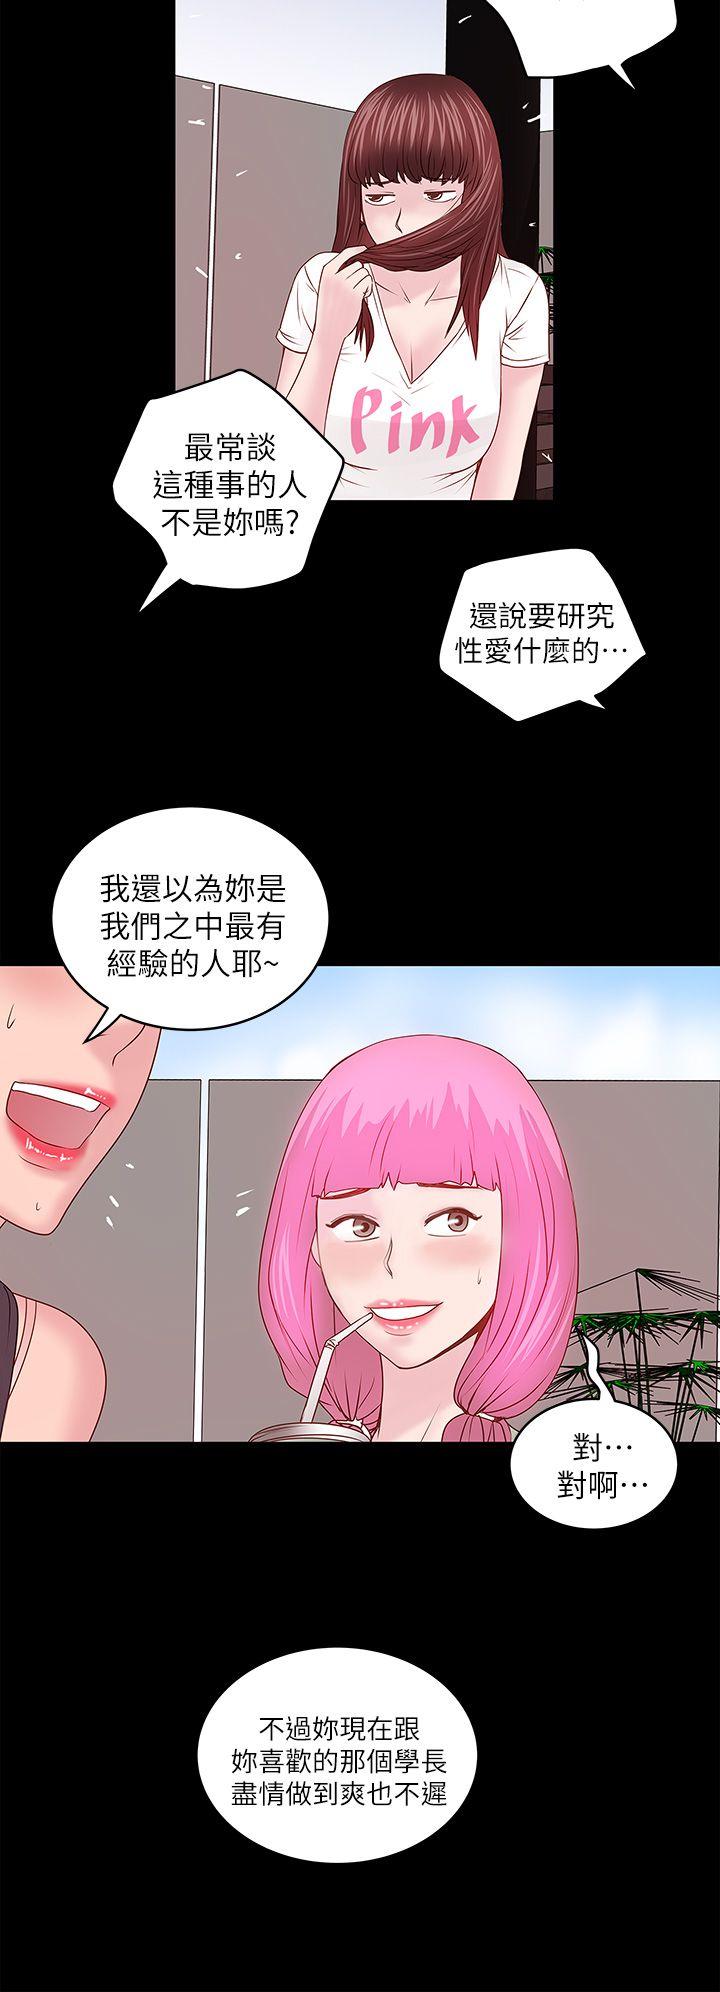 Pink
最常談
這種事的人
不是妳嗎?
還說要研究
性愛什麼的…
我還以為妳是
我們之中最有
經驗的人耶~
對…
對啊…
不過妳現在跟
妳喜歡的那個學長
盡情做到爽也不遲